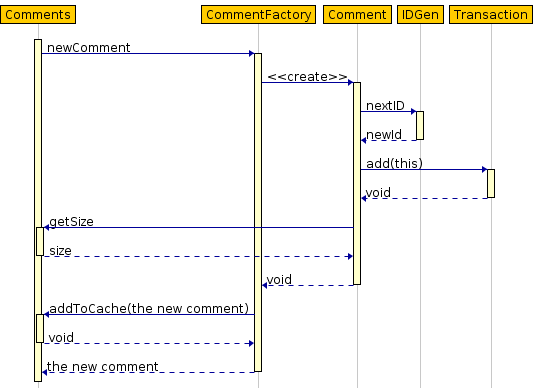 Comments CommentFactory Comment IDGen Transaction
newComment
<<create>>
nextID
newId
add(this)
void
getSize
size
void
addToCache(the new comment)
void
the new comment